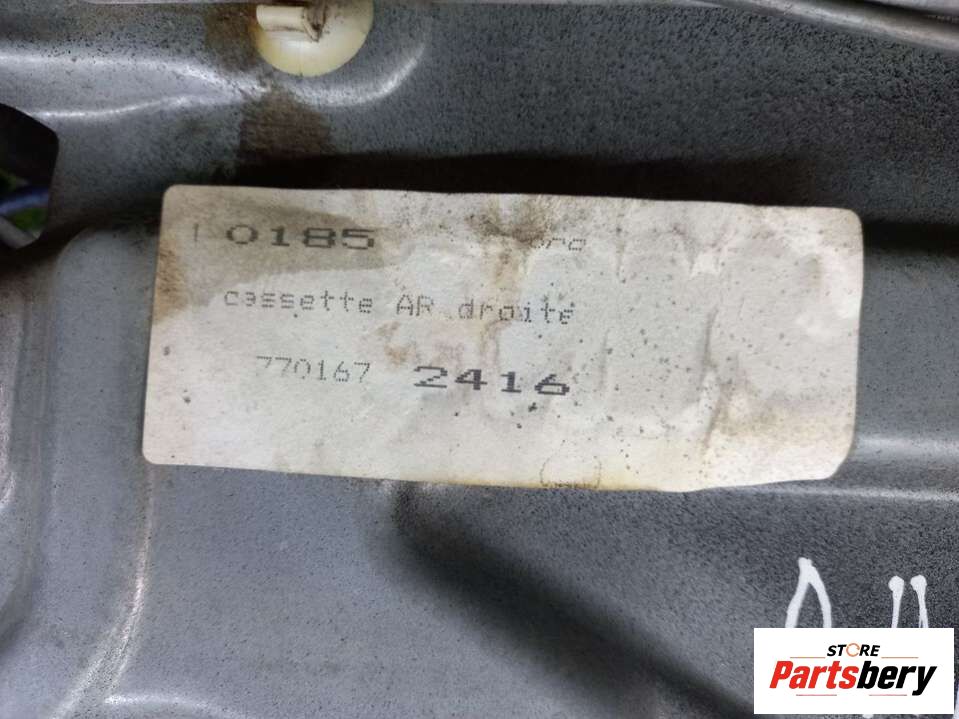 0185
cassette AR droite
770167 2416
STORE
Partsbery